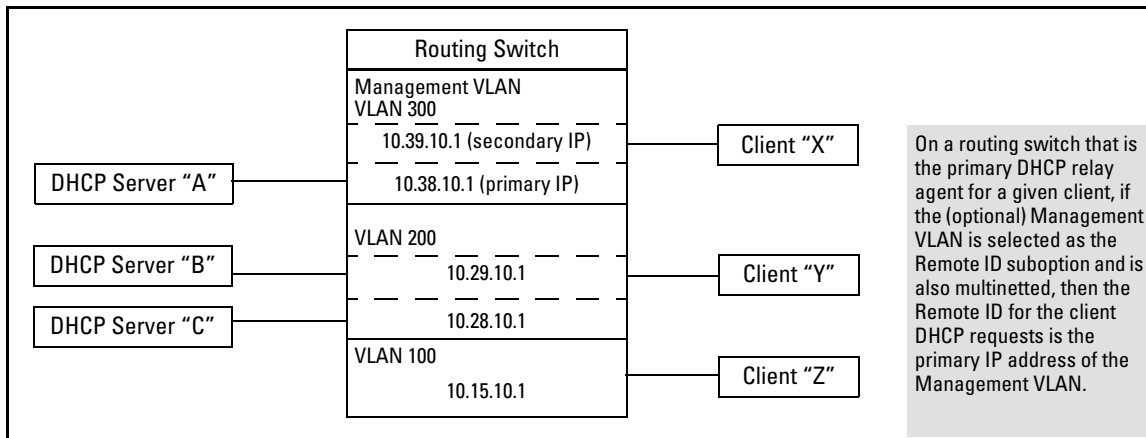 Routing Switch
Management VLAN
VLAN 300
10.39.10.1 (secondary IP)
Client “X”
DHCP Server “A”
10.38.10.1 (primary IP)
VLAN 200
DHCP Server “B”
10.29.10.1
Client “Y”
DHCP Server “C”
10.28.10.1
VLAN 100
10.15.10.1
Client “Z”
On a routing switch that is
the primary DHCP relay
agent for a given client, if
the (optional) Management
VLAN is selected as the
Remote ID suboption and is
also multinetted, then the
Remote ID for the client
DHCP requests is the
primary IP address of the
Management VLAN.